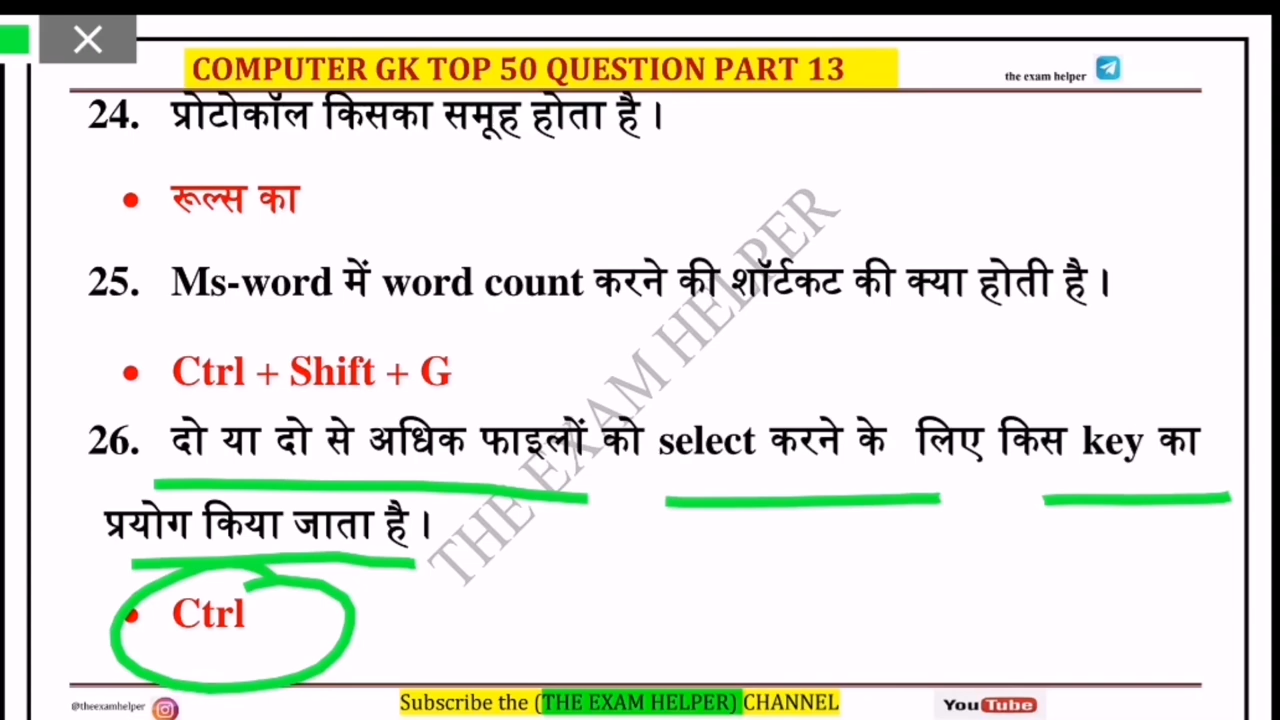 COMPUTER GK TOP 50 QUESTION PART 13
the exam helper
24. प्रोटोकॉल किसका समूह होता है।
• रूल्स का
25. Ms-word में word count करने की शॉर्टकट की क्या होती है।
• Ctrl + Shift + G
26. दो या दो से अधिक फाइलों को select करने के लिए किस key का
प्रयोग किया जाता है।
• Ctrl
THE EXAM HELPER
@theexamhelper
Subscribe the (THE EXAM HELPER) CHANNEL
YouTube